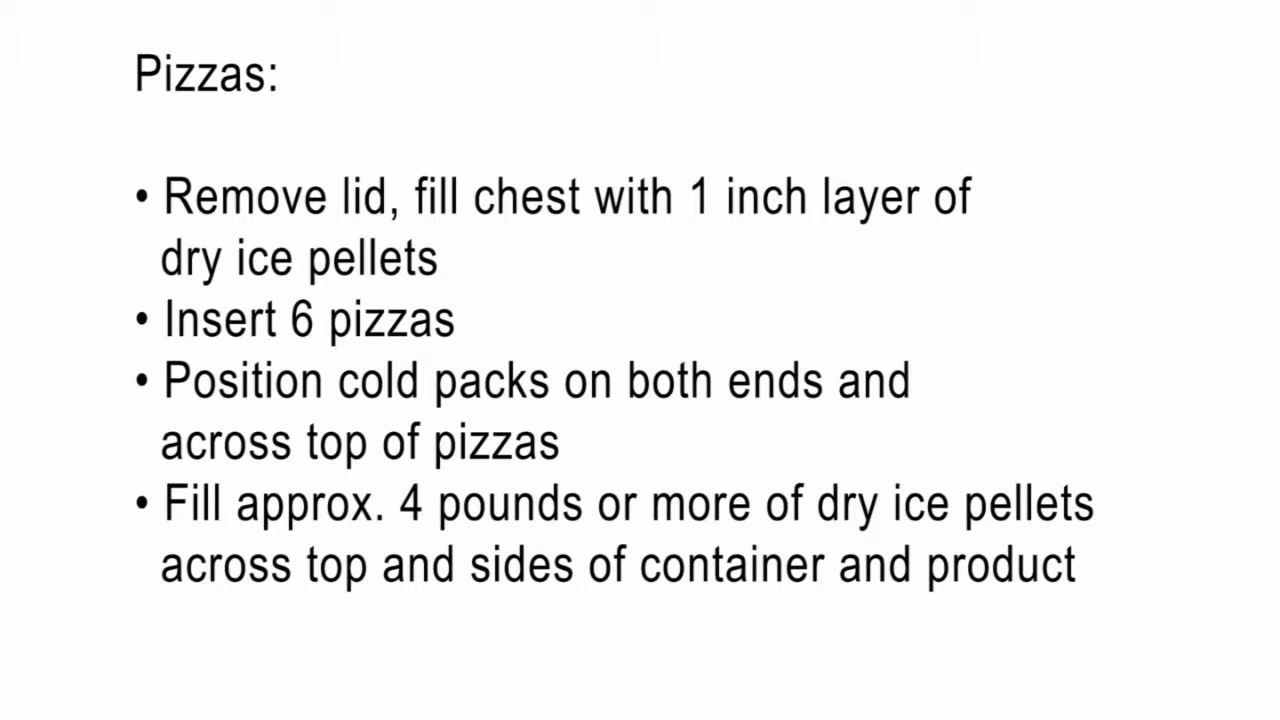 Pizzas:
• Remove lid, fill chest with 1 inch layer of
dry ice pellets
• Insert 6 pizzas
• Position cold packs on both ends and
across top of pizzas
• Fill approx. 4 pounds or more of dry ice pellets
across top and sides of container and product